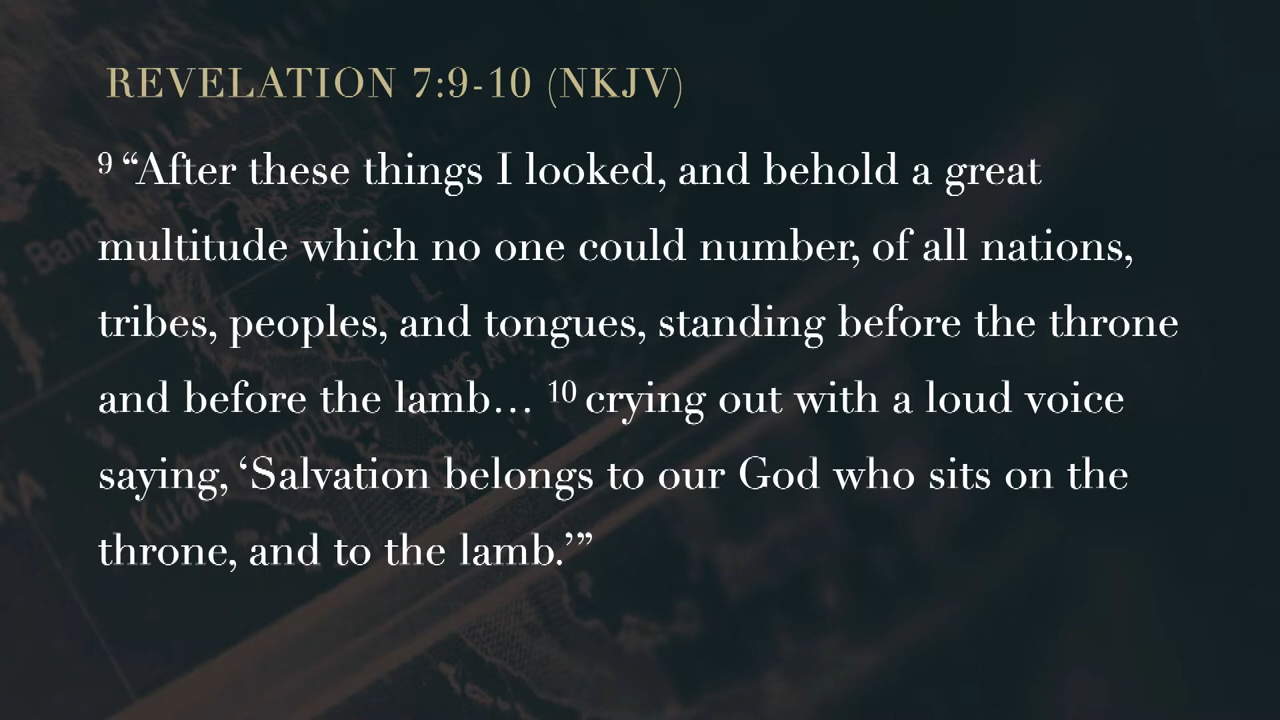 REVELATION 7:9-10 (NKJV)
9 “After these things I looked, and behold a great
multitude which no one could number, of all nations,
tribes, peoples, and tongues, standing before the throne
and before the lamb… 10 crying out with a loud voice
saying, ‘Salvation belongs to our God who sits on the
throne, and to the lamb.’”